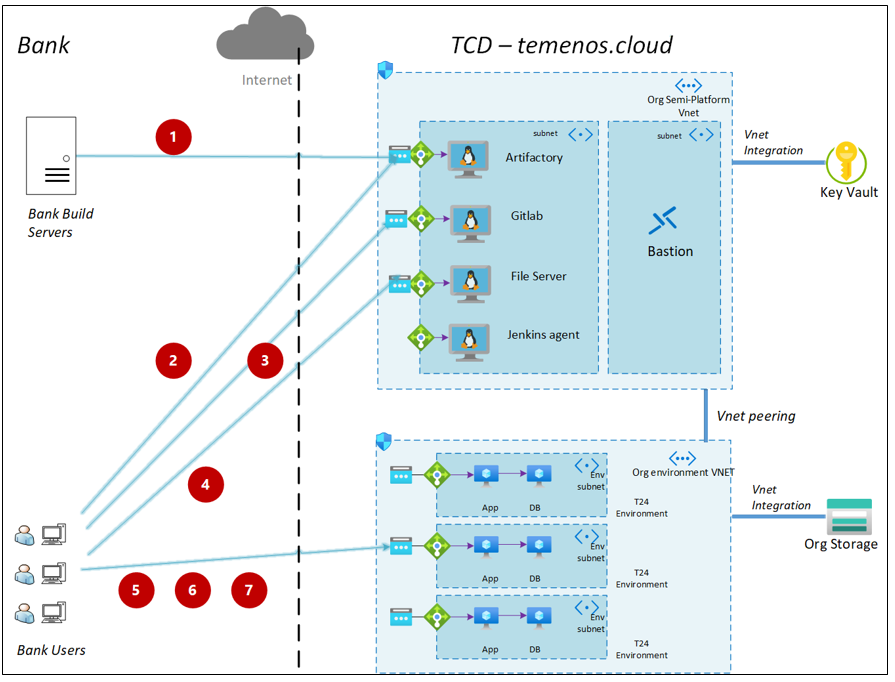 Bank
TCD – temenos.cloud
Internet
Org Semi-Platform
Vnet
subnet
subnet
Vnet
Integration
1
Artifactory
Key Vault
Bank Build
Servers
Gitlab
Bastion
File Server
Jenkins agent
2
3
Vnet peering
4
Org environment VNET
Env
subnet
App
DB
T24
Environment
Vnet
Integration
Org Storage
Env
subnet
App
DB
T24
Environment
5
6
7
Env
subnet
App
DB
T24
Environment
Bank Users